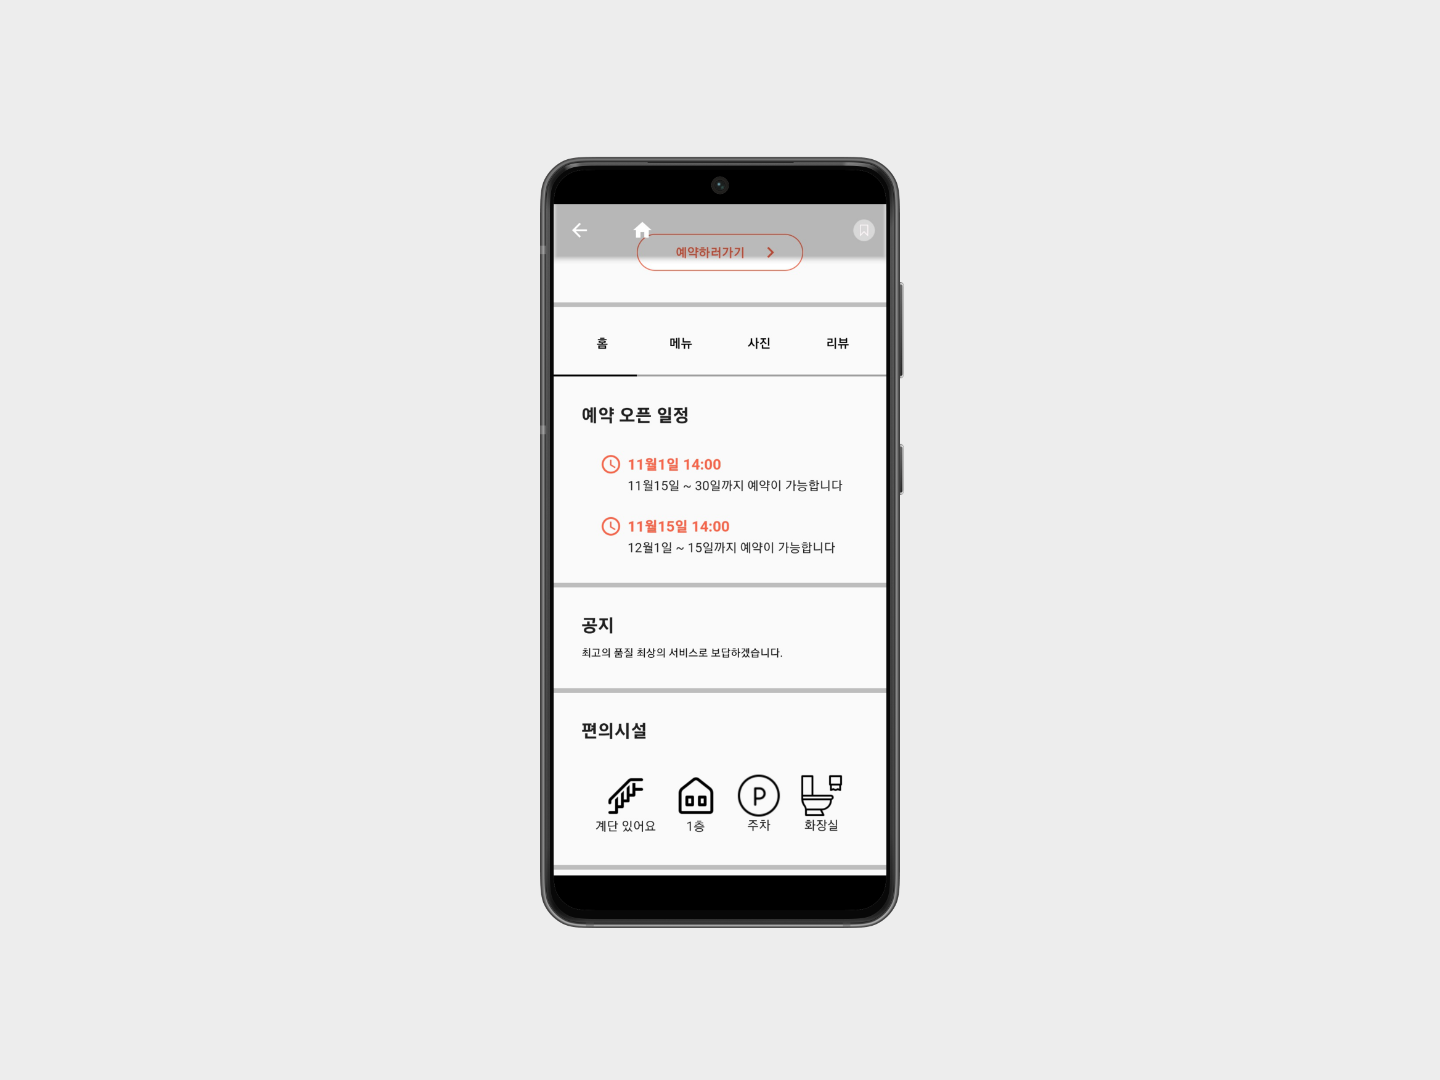 예약하러가기
홈 메뉴 사진 리뷰
예약 오픈 일정
11월1일 14:00
11월15일 ~ 30일까지 예약이 가능합니다
11월15일 14:00
12월1일 ~ 15일까지 예약이 가능합니다
공지
최고의 품질 최상의 서비스로 보답하겠습니다.
편의시설
P
계단 있어요 1층 주차 화장실